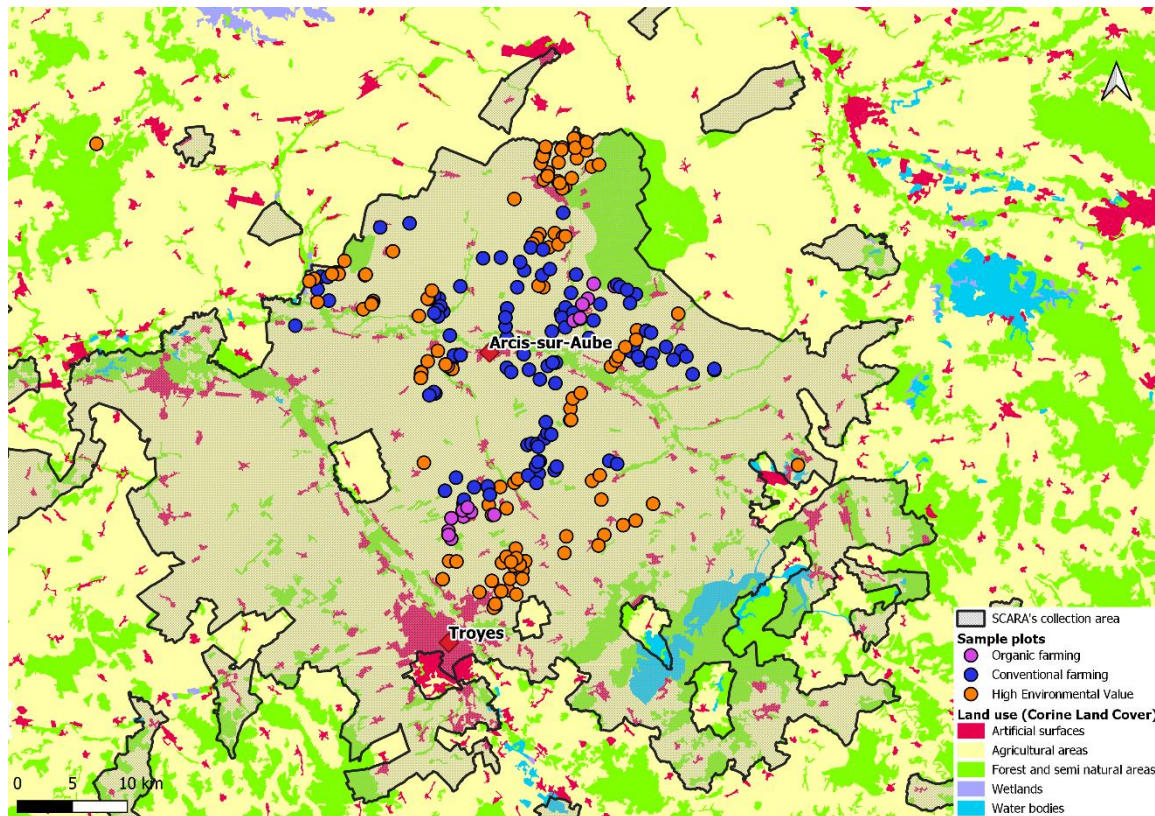 Arcis-sur-Aube
Troyes
0 5 10 km
SCARA's collection area
Sample plots
Organic farming
Conventional farming
High Environmental Value
Land use (Corine Land Cover)
Artificial surfaces
Agricultural areas
Forest and semi natural areas
Wetlands
Water bodies